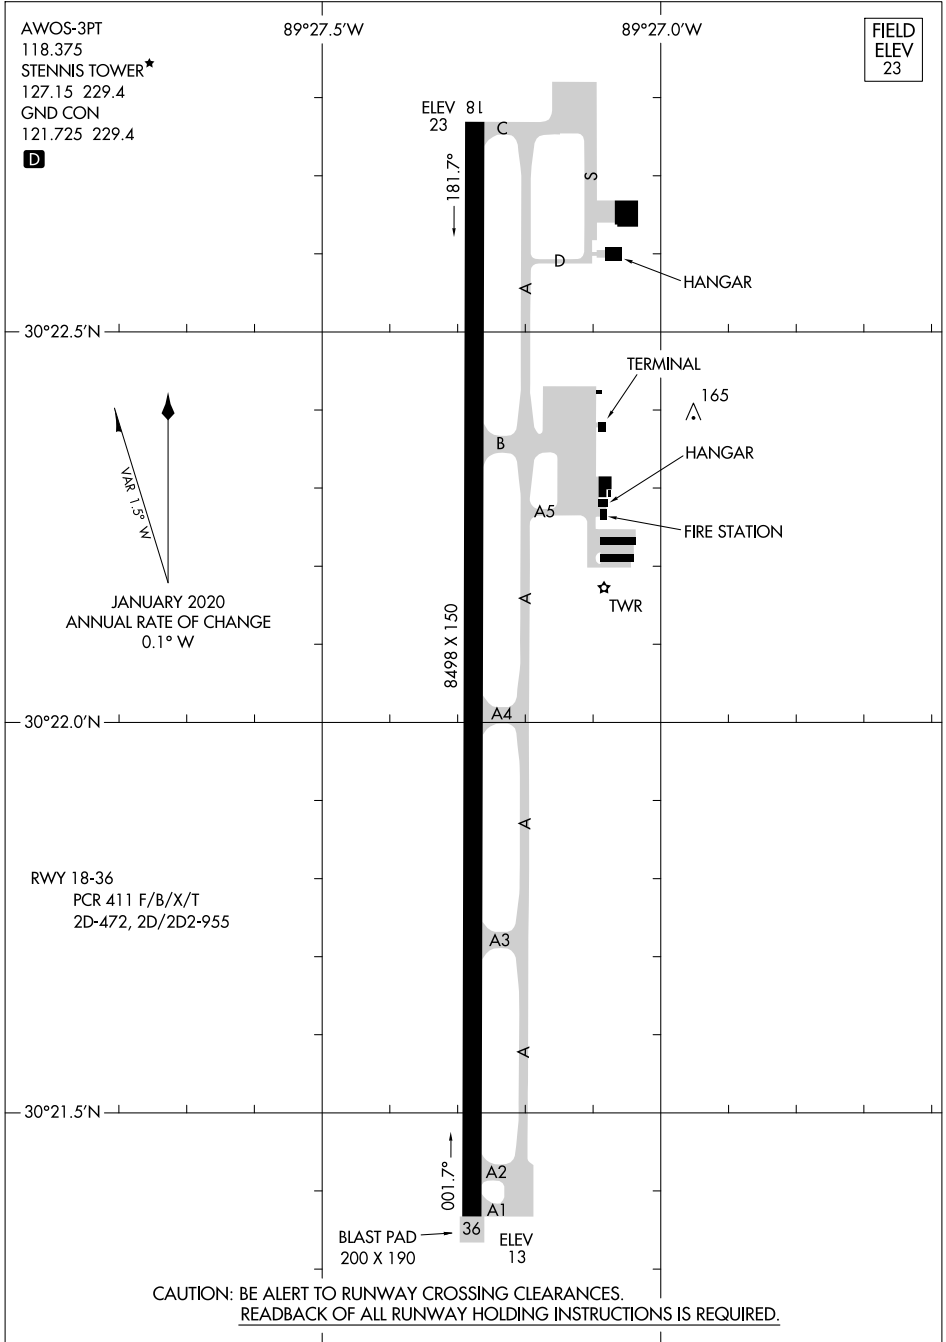 AWOS-3PT
118.375
STENNIS TOWER★
127.15 229.4
GND CON
121.725 229.4
D
89°27.5'W
89°27.0'W
FIELD
ELEV
23
ELEV
23
18
C
181.7°
S
D
HANGAR
A
30°22.5'N
TERMINAL
165
B
HANGAR
A5
FIRE STATION
VAR 1.5° W
JANUARY 2020
ANNUAL RATE OF CHANGE
0.1° W
A
TWR
8498 X 150
A4
30°22.0'N
A
RWY 18-36
PCR 411 F/B/X/T
2D-472, 2D/2D2-955
A3
A
30°21.5'N
001.7°
A2
A1
36
BLAST PAD
200 X 190
ELEV
13
CAUTION: BE ALERT TO RUNWAY CROSSING CLEARANCES.
READBACK OF ALL RUNWAY HOLDING INSTRUCTIONS IS REQUIRED.